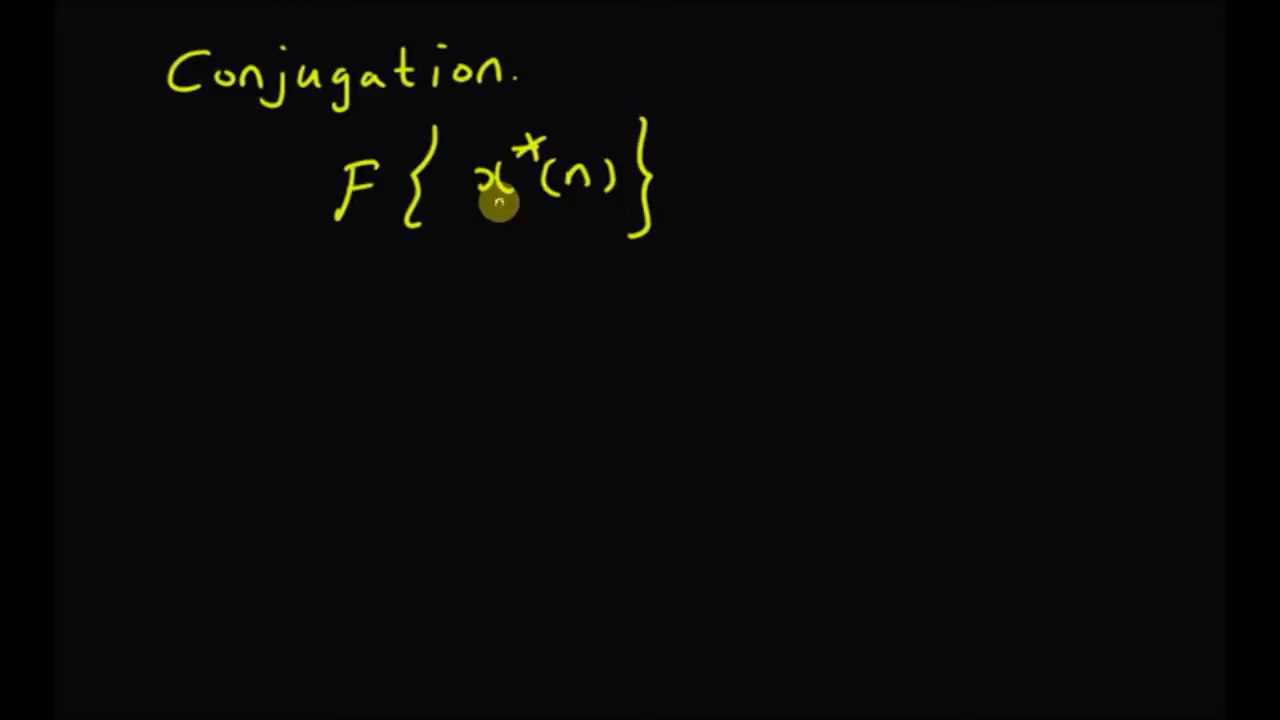 Conjugation.
F { x*(n) }